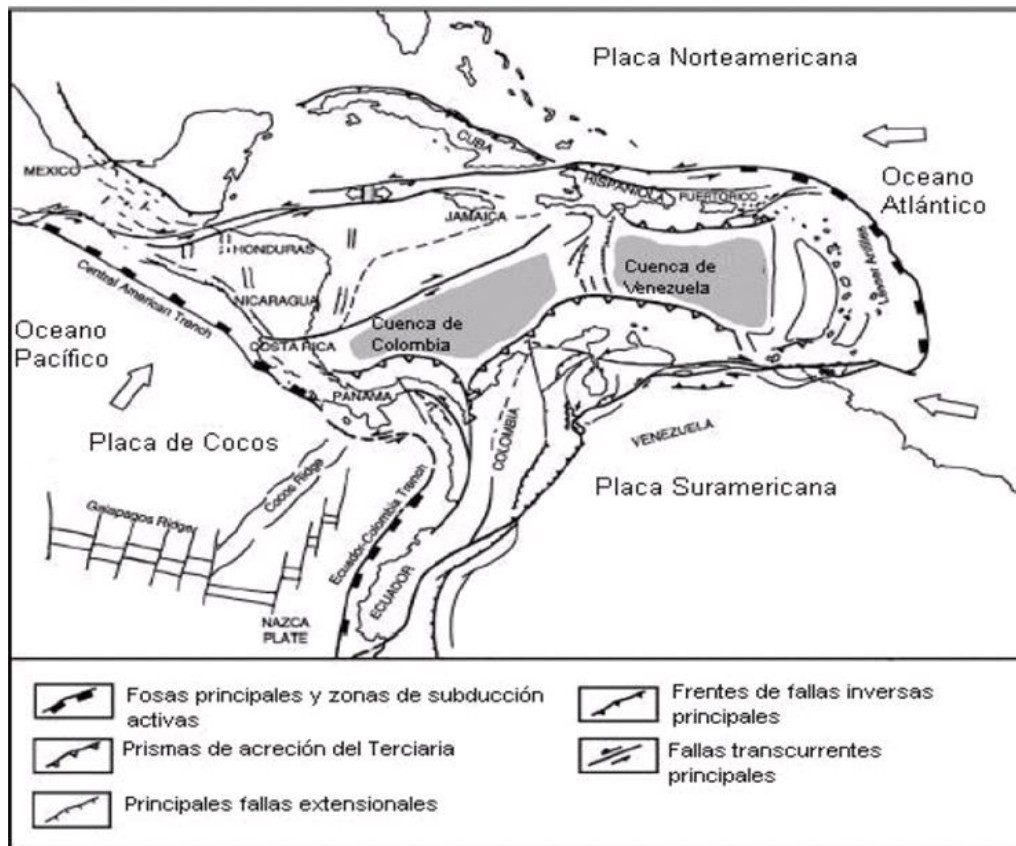 Placa Norteamericana
CUBA
MEXICO
Oceano
Atlántico
HISPANIOLA
PUERTORICO
JAMAICA
HONDURAS
Lesser Antilles
Cuenca de
Venezuela
Central American Trench
NICARAGUA
Oceano
Pacífico
Cuenca de
Colombia
COSTA RICA
PANAMA
Placa de Cocos
COLOMBIA
VENEZUELA
Placa Suramericana
Cocos Ridge
Galapagos Ridge
Ecuador-Colombia Trench
ECUADOR
NAZCA
PLATE
Fosas principales y zonas de subducción
activas
Prismas de acreción del Terciaria
Principales fallas extensionales
Frentes de fallas inversas
principales
Fallas transcurrentes
principales